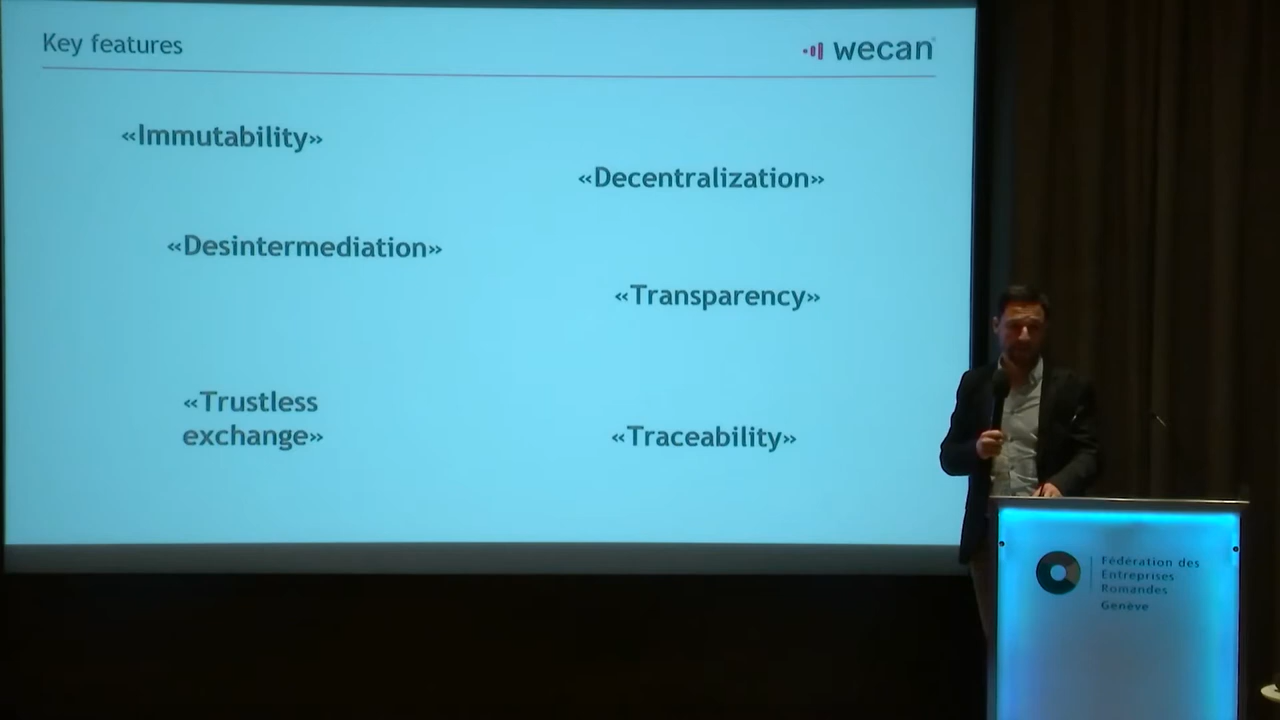 Key features
wecan
«Immutability»
«Decentralization»
«Desintermediation»
«Transparency»
«Trustless
exchange»
«Traceability»
Fédération des
Entreprises
Romandes
Genève